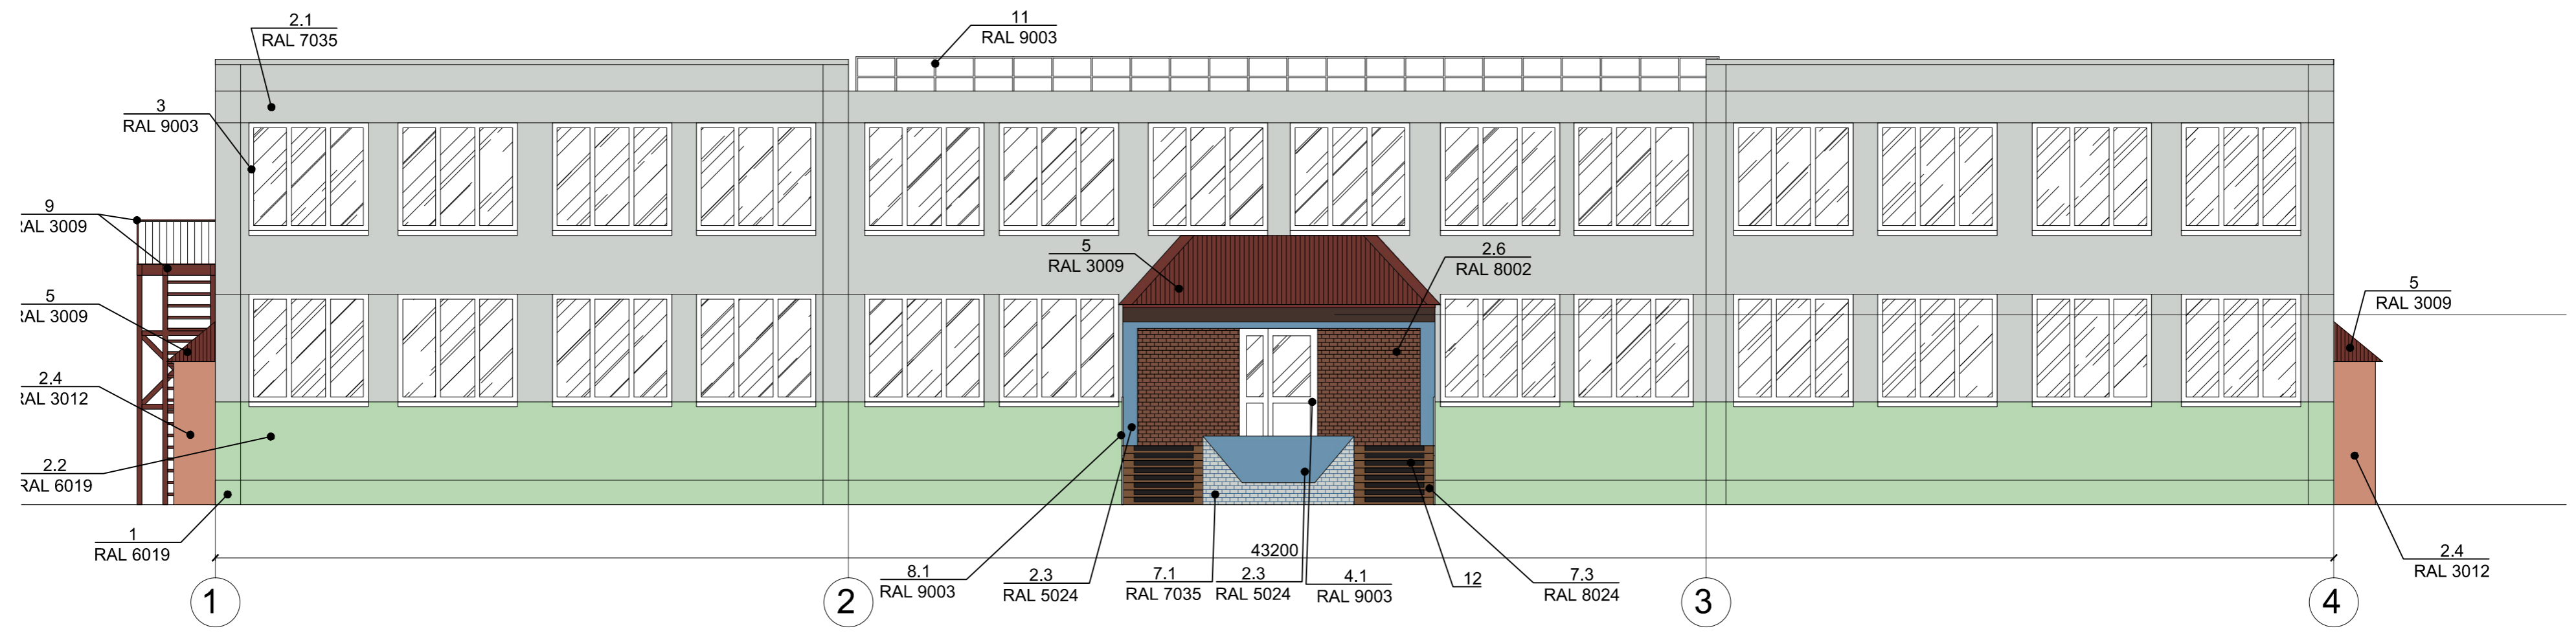 2.1
RAL 7035
11
RAL 9003
3
RAL 9003
9
RAL 3009
5
RAL 3009
2.4
RAL 3012
2.2
RAL 6019
1
RAL 6019
5
RAL 3009
2.6
RAL 8002
5
RAL 3009
43200
8.1
RAL 9003
2.3
RAL 5024
7.1
RAL 7035
2.3
RAL 5024
4.1
RAL 9003
12
7.3
RAL 8024
2.4
RAL 3012
1
2
3
4